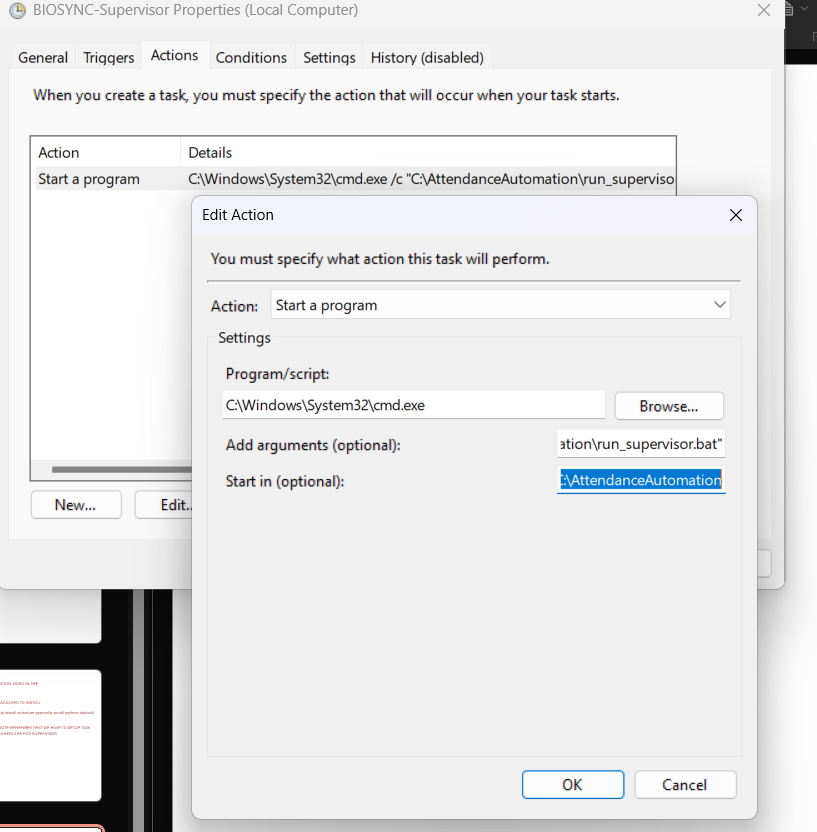 BIOSYNC-Supervisor Properties (Local Computer)
General Triggers Actions Conditions Settings History (disabled)
When you create a task, you must specify the action that will occur when your task starts.
Action Details
Start a program C:\Windows\System32\cmd.exe /c "C:\AttendanceAutomation\run_superviso
Edit Action
You must specify what action this task will perform.
Action: Start a program
Settings
Program/script:
C:\Windows\System32\cmd.exe Browse...
Add arguments (optional): ation\run_supervisor.bat"
Start in (optional): C:\AttendanceAutomation
New... Edit..
OK Cancel